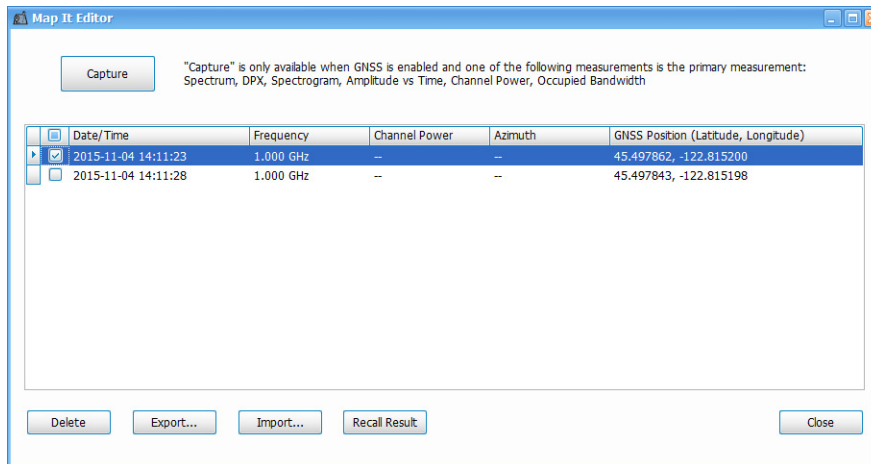 Map It Editor
Capture
"Capture" is only available when GNSS is enabled and one of the following measurements is the primary measurement:
Spectrum, DPX, Spectrogram, Amplitude vs Time, Channel Power, Occupied Bandwidth
Date/Time Frequency Channel Power Azimuth GNSS Position (Latitude, Longitude)
2015-11-04 14:11:23 1.000 GHz -- -- 45.497862, -122.815200
2015-11-04 14:11:28 1.000 GHz -- -- 45.497843, -122.815198
Delete Export... Import... Recall Result Close